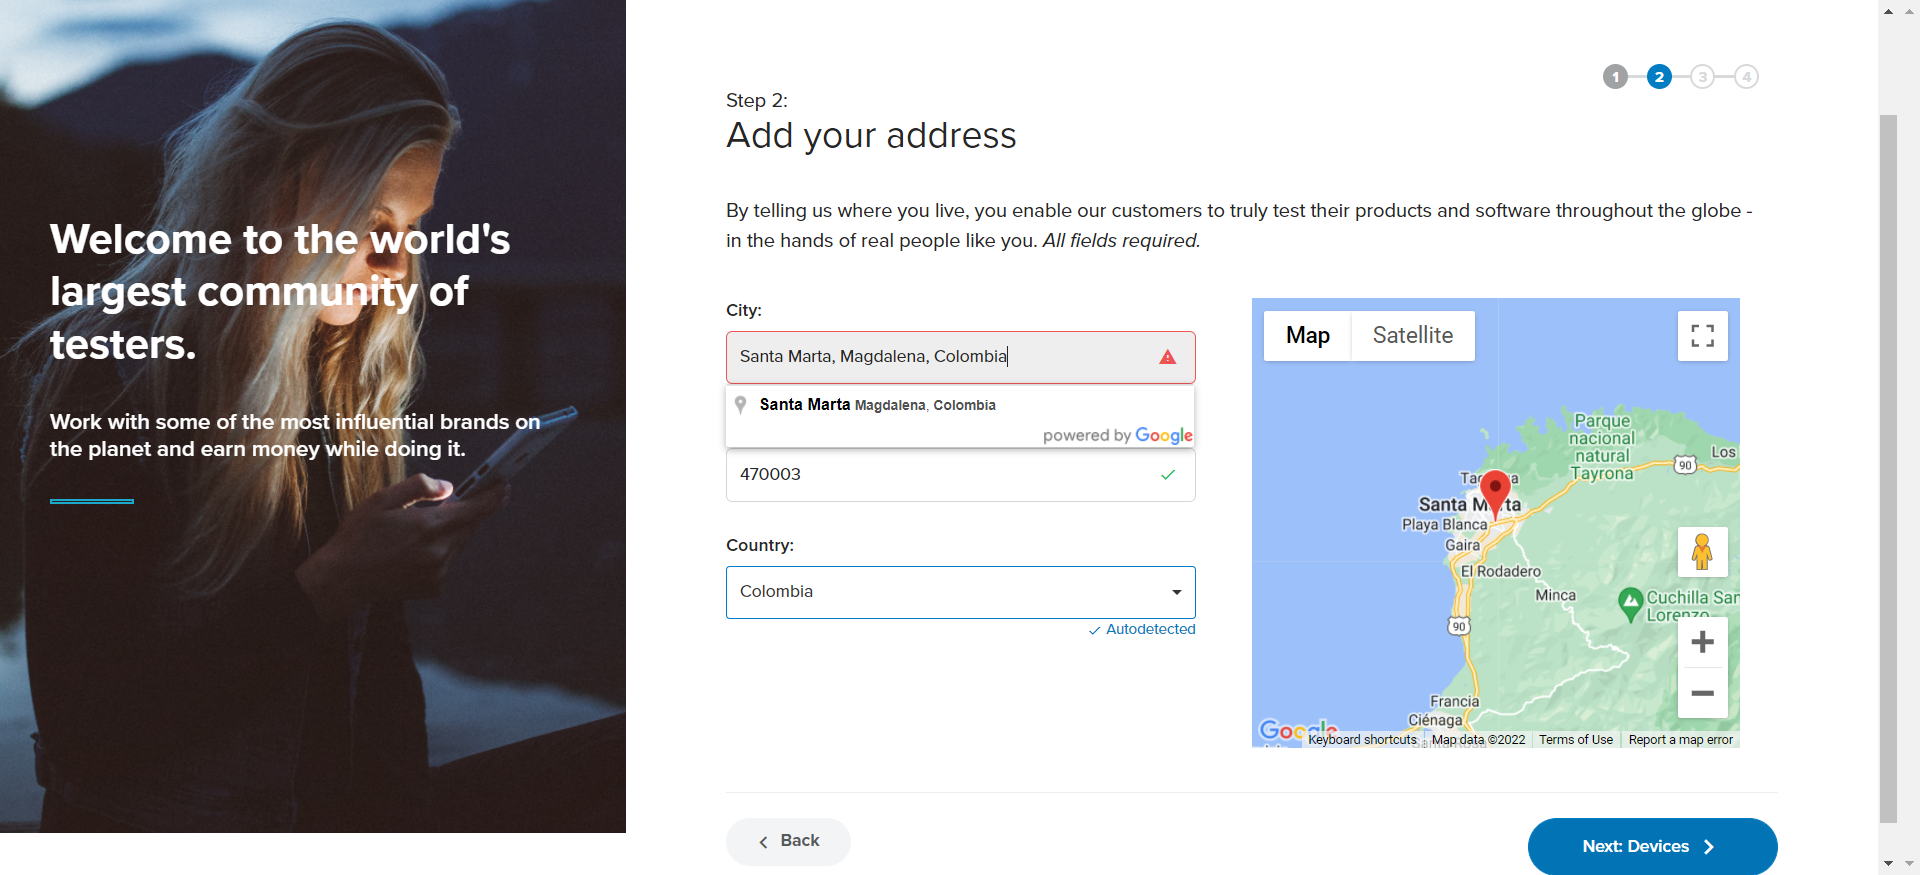 Welcome to the world's
largest community of
testers.
Work with some of the most influential brands on
the planet and earn money while doing it.
1 2 3 4
Step 2:
Add your address
By telling us where you live, you enable our customers to truly test their products and software throughout the globe -
in the hands of real people like you. All fields required.
City:
Santa Marta, Magdalena, Colombia
Santa Marta Magdalena, Colombia
powered by Google
470003
Country:
Colombia
Autodetected
Map Satellite
Parque
nacional
natural
Tayrona
90
Los
Santa Marta
Playa Blanca
Gaira
El Rodadero
Minca
Cuchilla San
Lorenzo
90
Francia
Ciénaga
Google
Keyboard shortcuts Map data ©2022 Terms of Use Report a map error
Back
Next: Devices